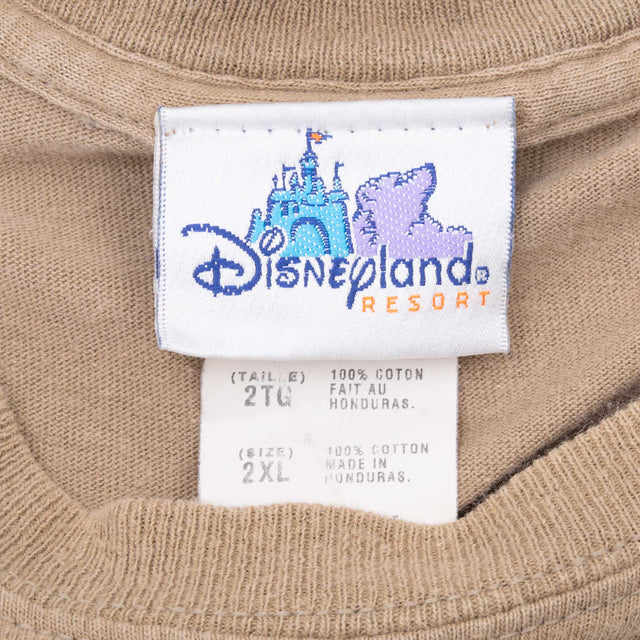 Disneyland®
RESORT
(TAILLE) 100% COTON
2TG FAIT AU
HONDURAS.
(SIZE) 100% COTTON
2XL MADE IN
HONDURAS.